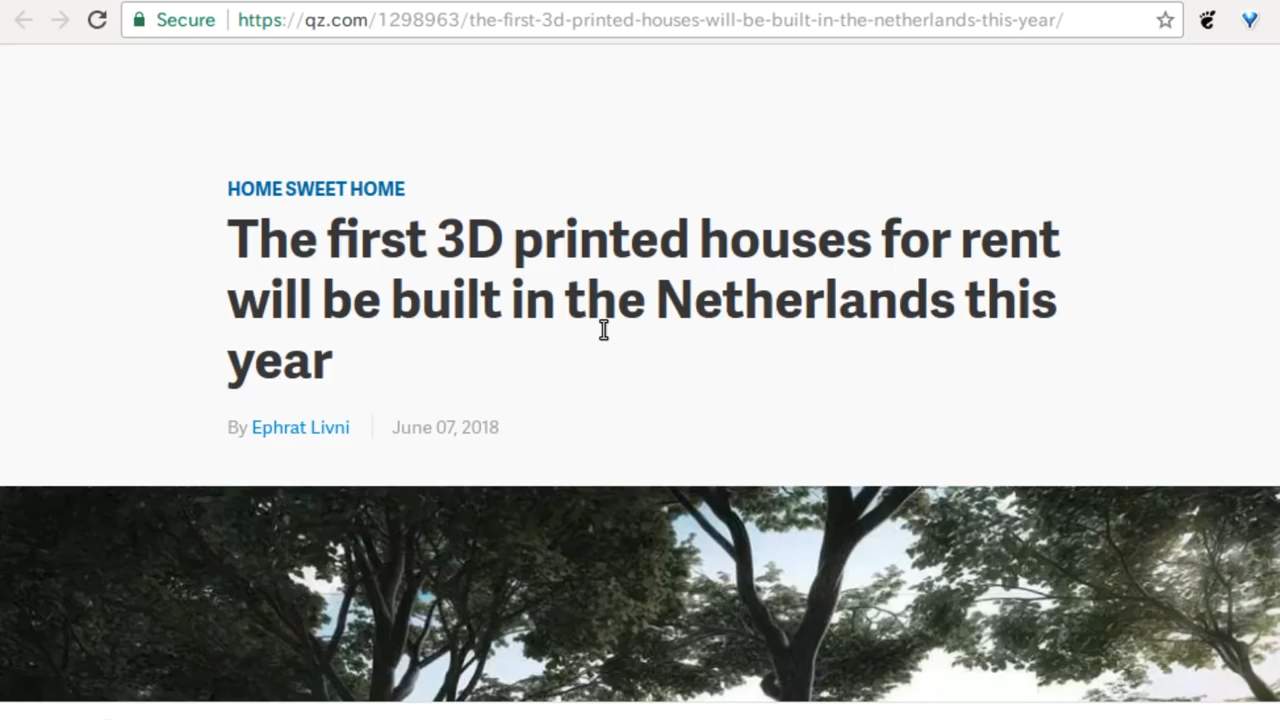 Secure https://qz.com/1298963/the-first-3d-printed-houses-will-be-built-in-the-netherlands-this-year/
HOME SWEET HOME
The first 3D printed houses for rent
will be built in the Netherlands this
year
By Ephrat Livni June 07, 2018